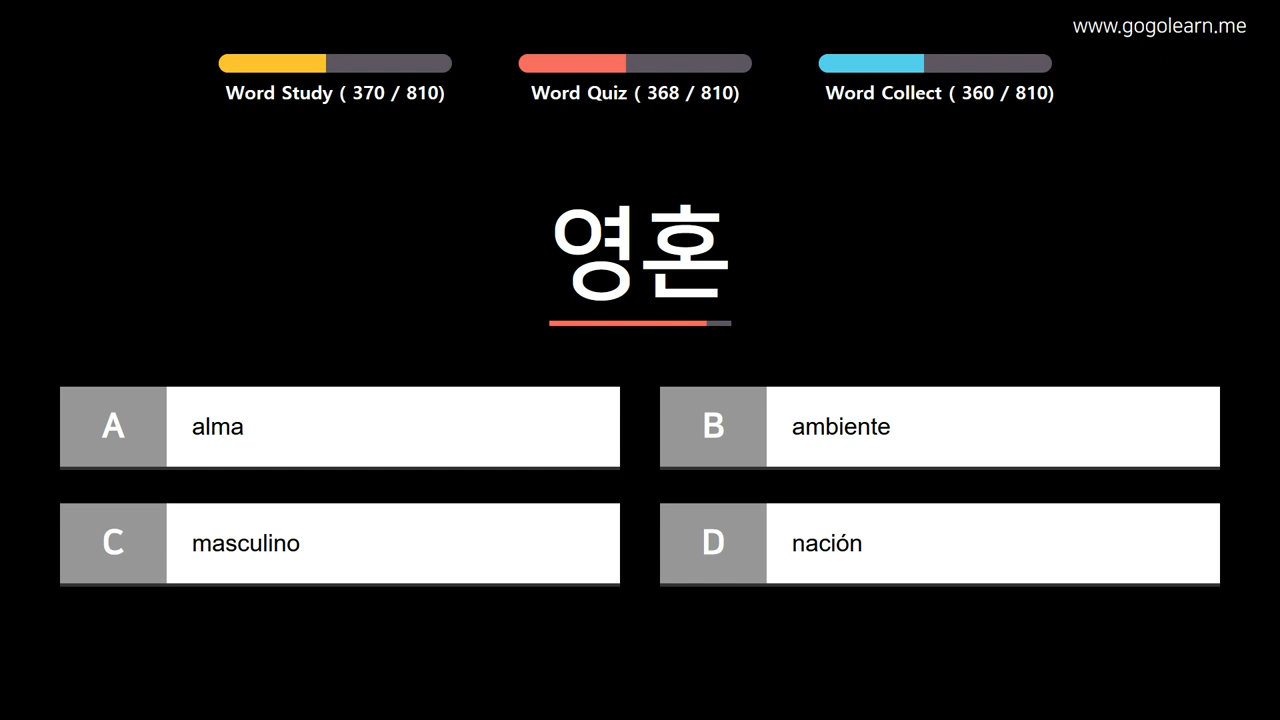 www.gogolearn.me
Word Study ( 370 / 810)
Word Quiz ( 368 / 810)
Word Collect ( 360 / 810)
영혼
A
alma
B
ambiente
C
masculino
D
nación